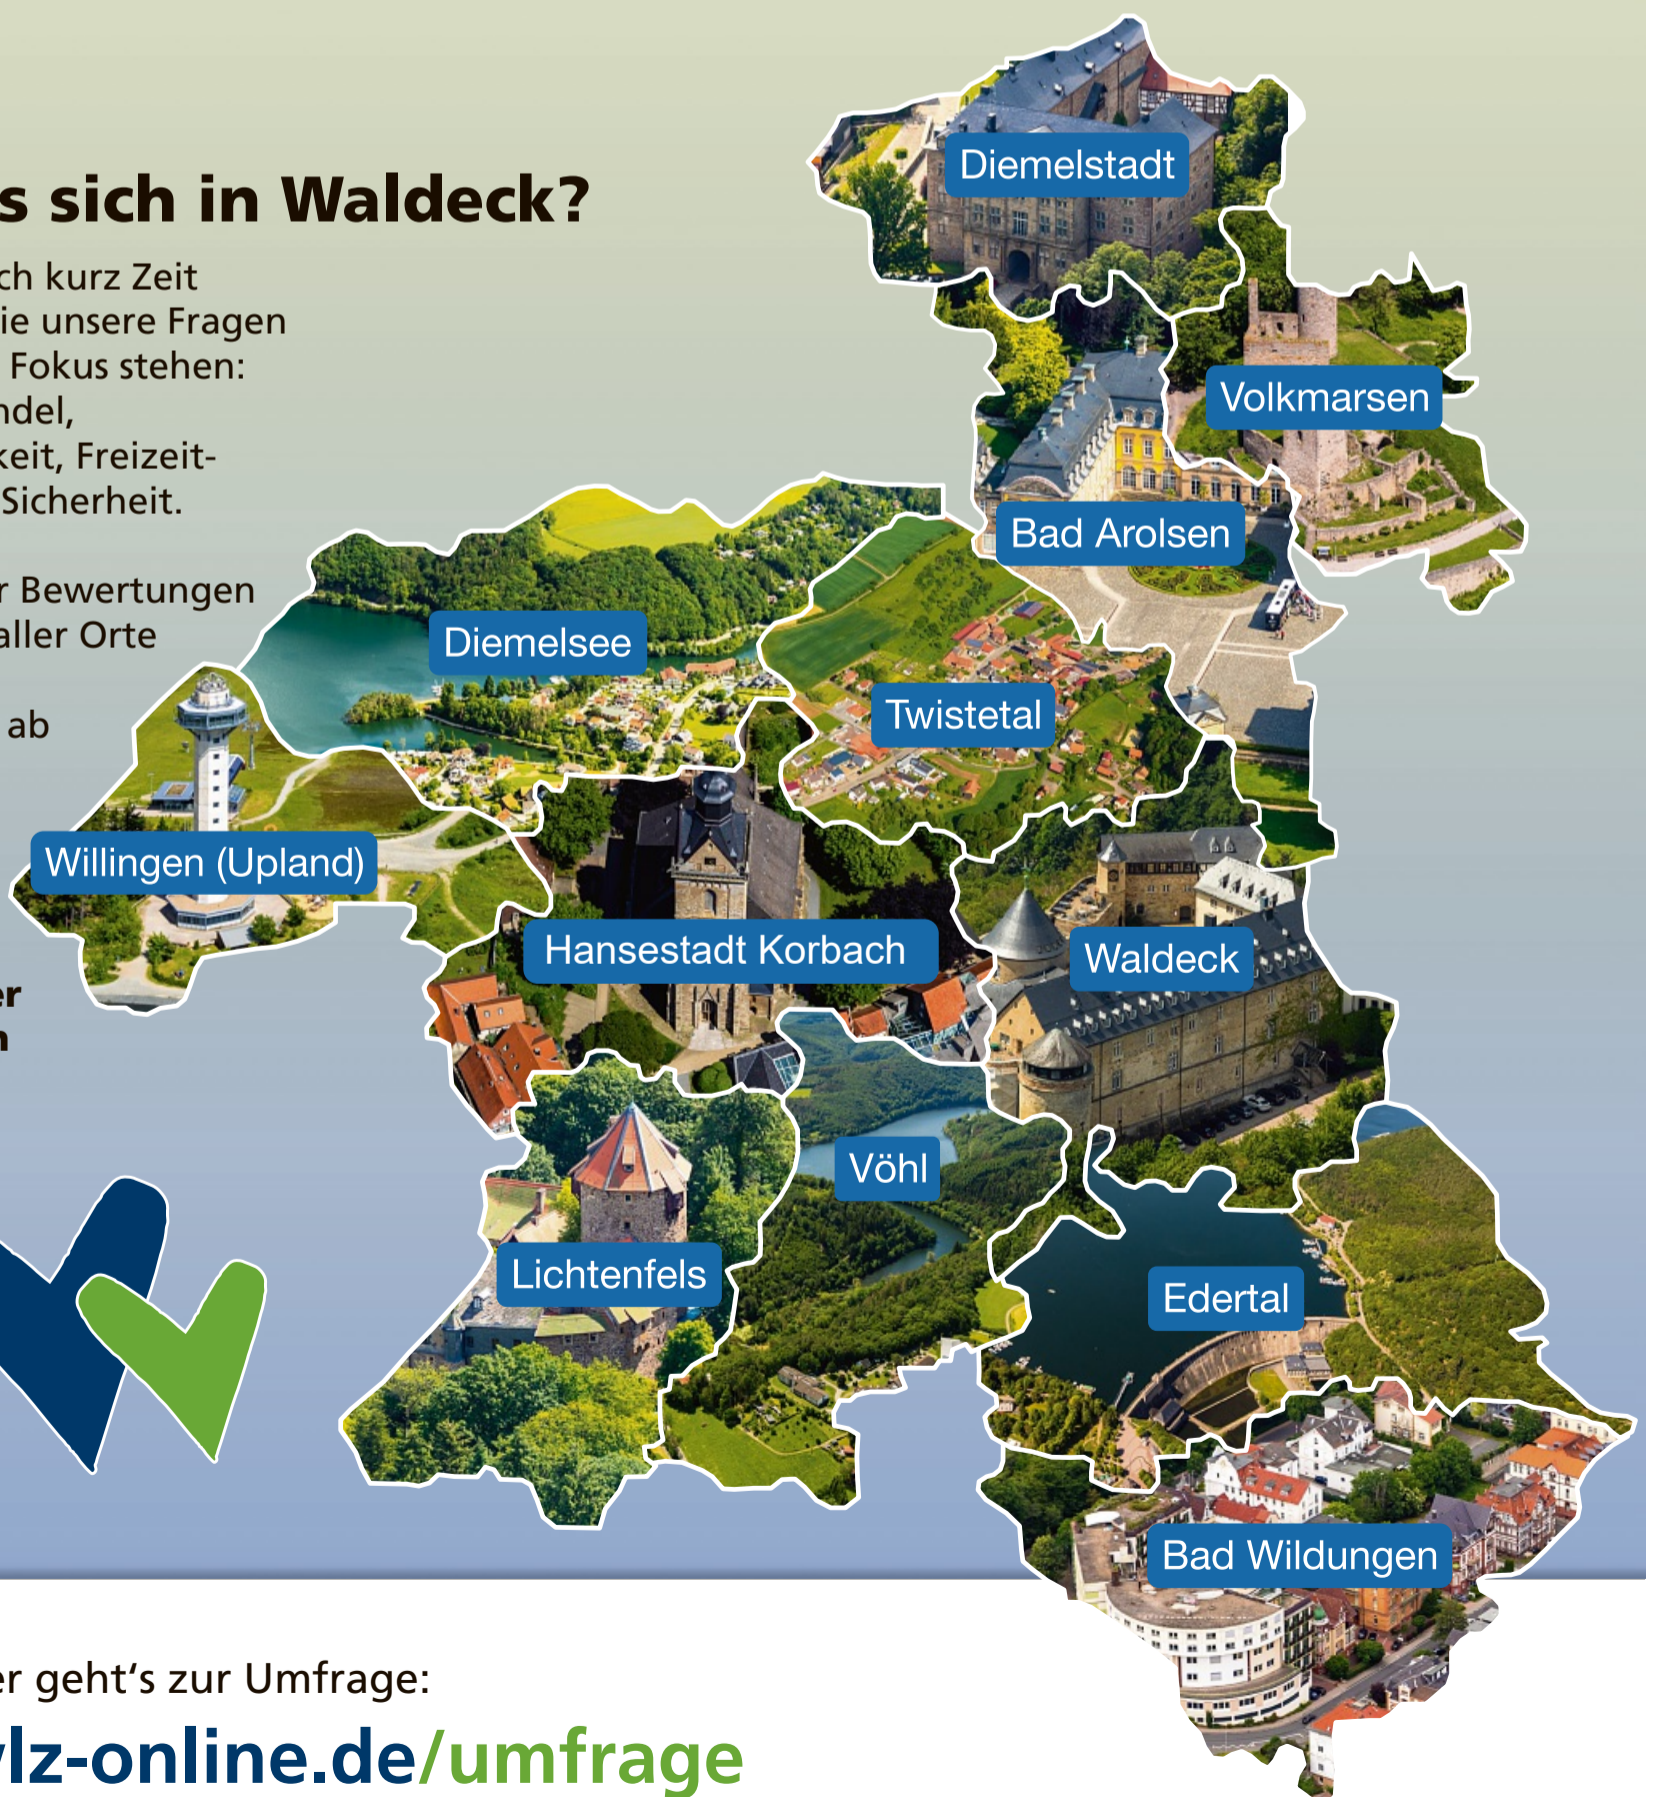 s sich in Waldeck?
ch kurz Zeit
ie unsere Fragen
Fokus stehen:
ndel,
keit, Freizeit-
Sicherheit.
r Bewertungen
aller Orte
ab
er
n
Diemelstadt
Volkmarsen
Bad Arolsen
Diemelsee
Twistetal
Willingen (Upland)
Hansestadt Korbach
Waldeck
Vöhl
Lichtenfels
Edertal
Bad Wildungen
er geht‘s zur Umfrage:
lz-online.de/umfrage